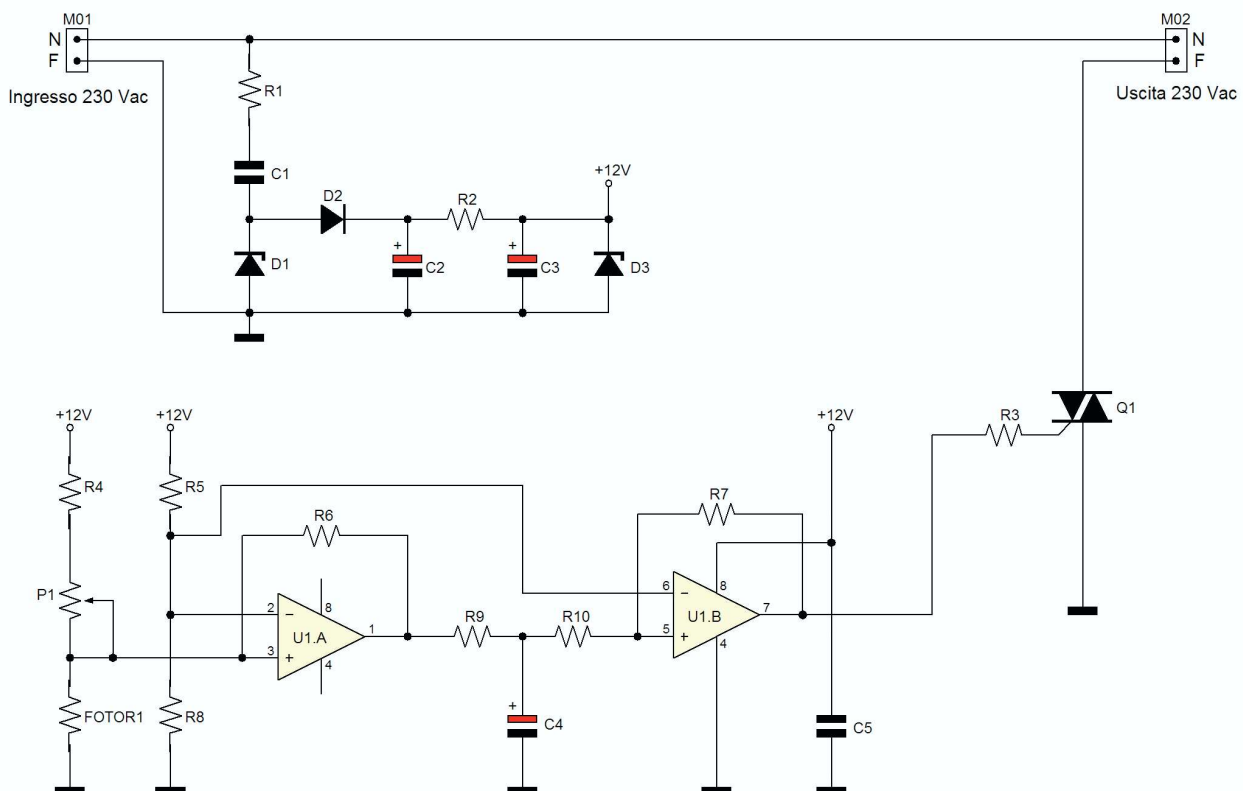 M01
M02
N
N
F
F
Ingresso 230 Vac
Uscita 230 Vac
R1
C1
+12V
D2
R2
+
+
D1
C2
C3
D3
+12V
+12V
+12V
Q1
R3
R4
R5
R7
R6
P1
8
6
-
8
2
-
U1.B
7
R9
R10
U1.A
1
5
+
3
+
4
4
+
FOTOR1
R8
C4
C5